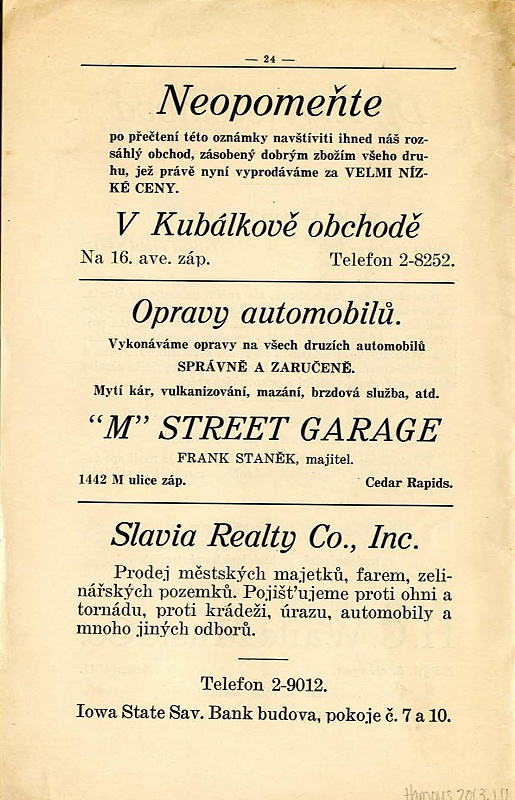 — 24 —
Neopomeňte
po přečtení této oznámky navštíviti ihned náš roz-
sáhlý obchod, zásobený dobrým zbožím všeho dru-
hu, jež právě nyní vyprodáváme za VELMI NÍZ-
KÉ CENY.
V Kubálkově obchodě
Na 16. ave. záp. Telefon 2-8252.
Opravy automobilů.
Vykonáváme opravy na všech druzích automobilů
SPRÁVNĚ A ZARUČENĚ.
Mytí kár, vulkanizování, mazání, brzdová služba, atd.
“M” STREET GARAGE
FRANK STANĚK, majitel.
1442 M ulice záp. Cedar Rapids.
Slavia Realty Co., Inc.
Prodej městských majetků, farem, zeli-
nářských pozemků. Pojišťujeme proti ohni a
tornádu, proti krádeži, úrazu, automobily a
mnoho jiných odborů.
Telefon 2-9012.
Iowa State Sav. Bank budova, pokoje č. 7 a 10.